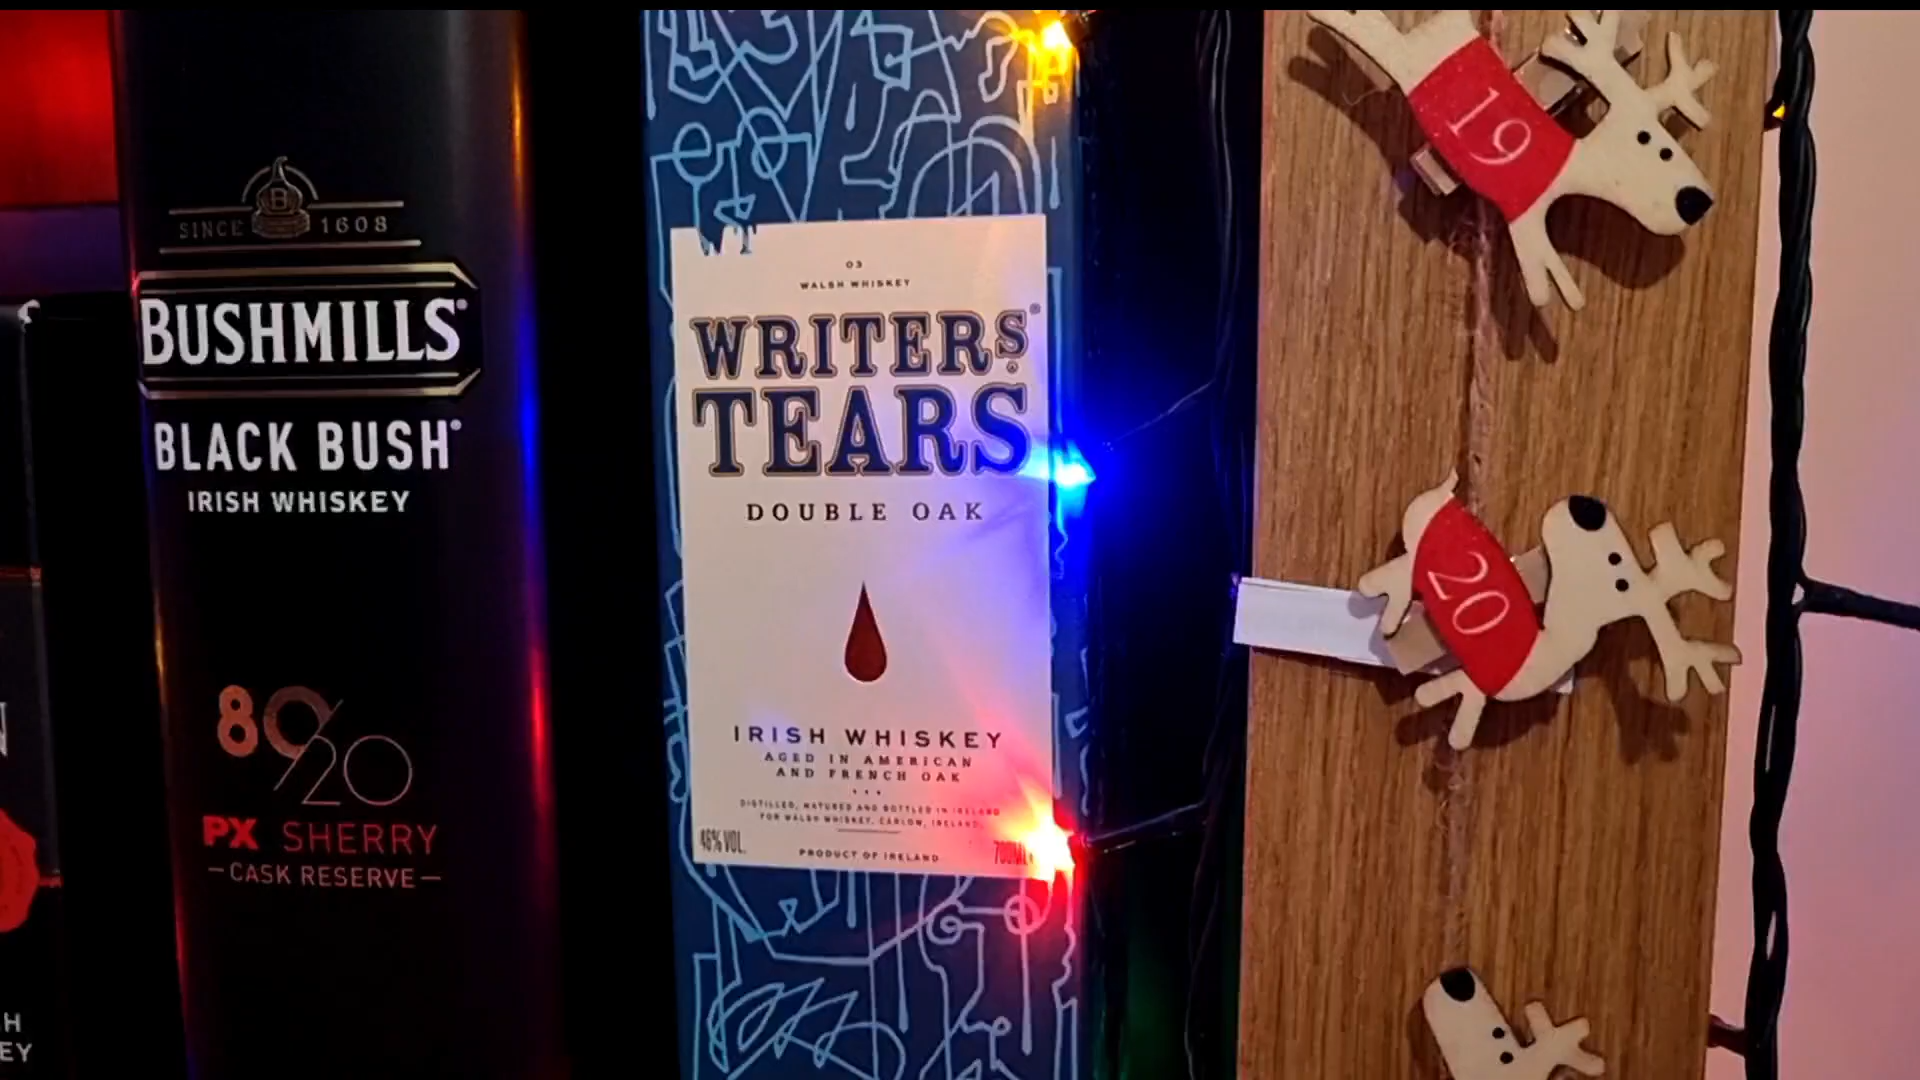 SINCE 1608
B
BUSHMILLS®
BLACK BUSH®
IRISH WHISKEY
80/20
PX SHERRY
CASK RESERVE
N
H
EY
WT
03
WALSH WHISKEY
WRITERS'®
TEARS
DOUBLE OAK
IRISH WHISKEY
AGED IN AMERICAN
AND FRENCH OAK
DISTILLED, MATURED AND BOTTLED IN IRELAND
FOR WALSH WHISKEY, CARLOW, IRELAND.
46% VOL.
PRODUCT OF IRELAND
700ML
19
20